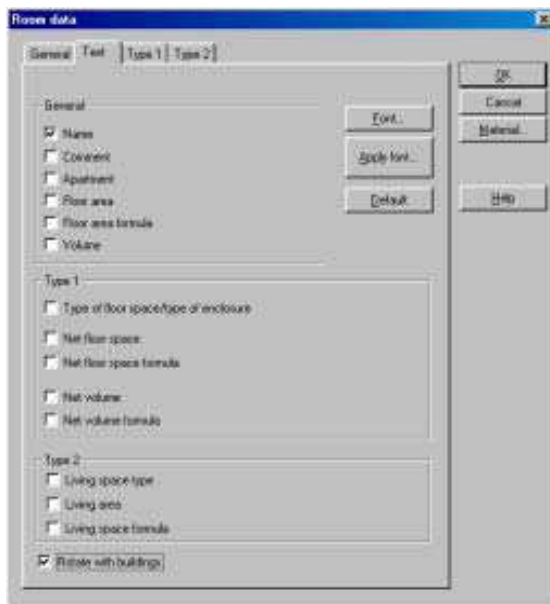 Room data
General Text Type 1 Type 2
OK
Cancel
Material...
Help
General
Name
Comment
Apartment
Floor area
Floor area formula
Volume
Font...
Apply font...
Default
Type 1
Type of floor space/type of enclosure
Net floor space
Net floor space formula
Net volume
Net volume formula
Type 2
Living space type
Living area
Living space formula
Rotate with buildings